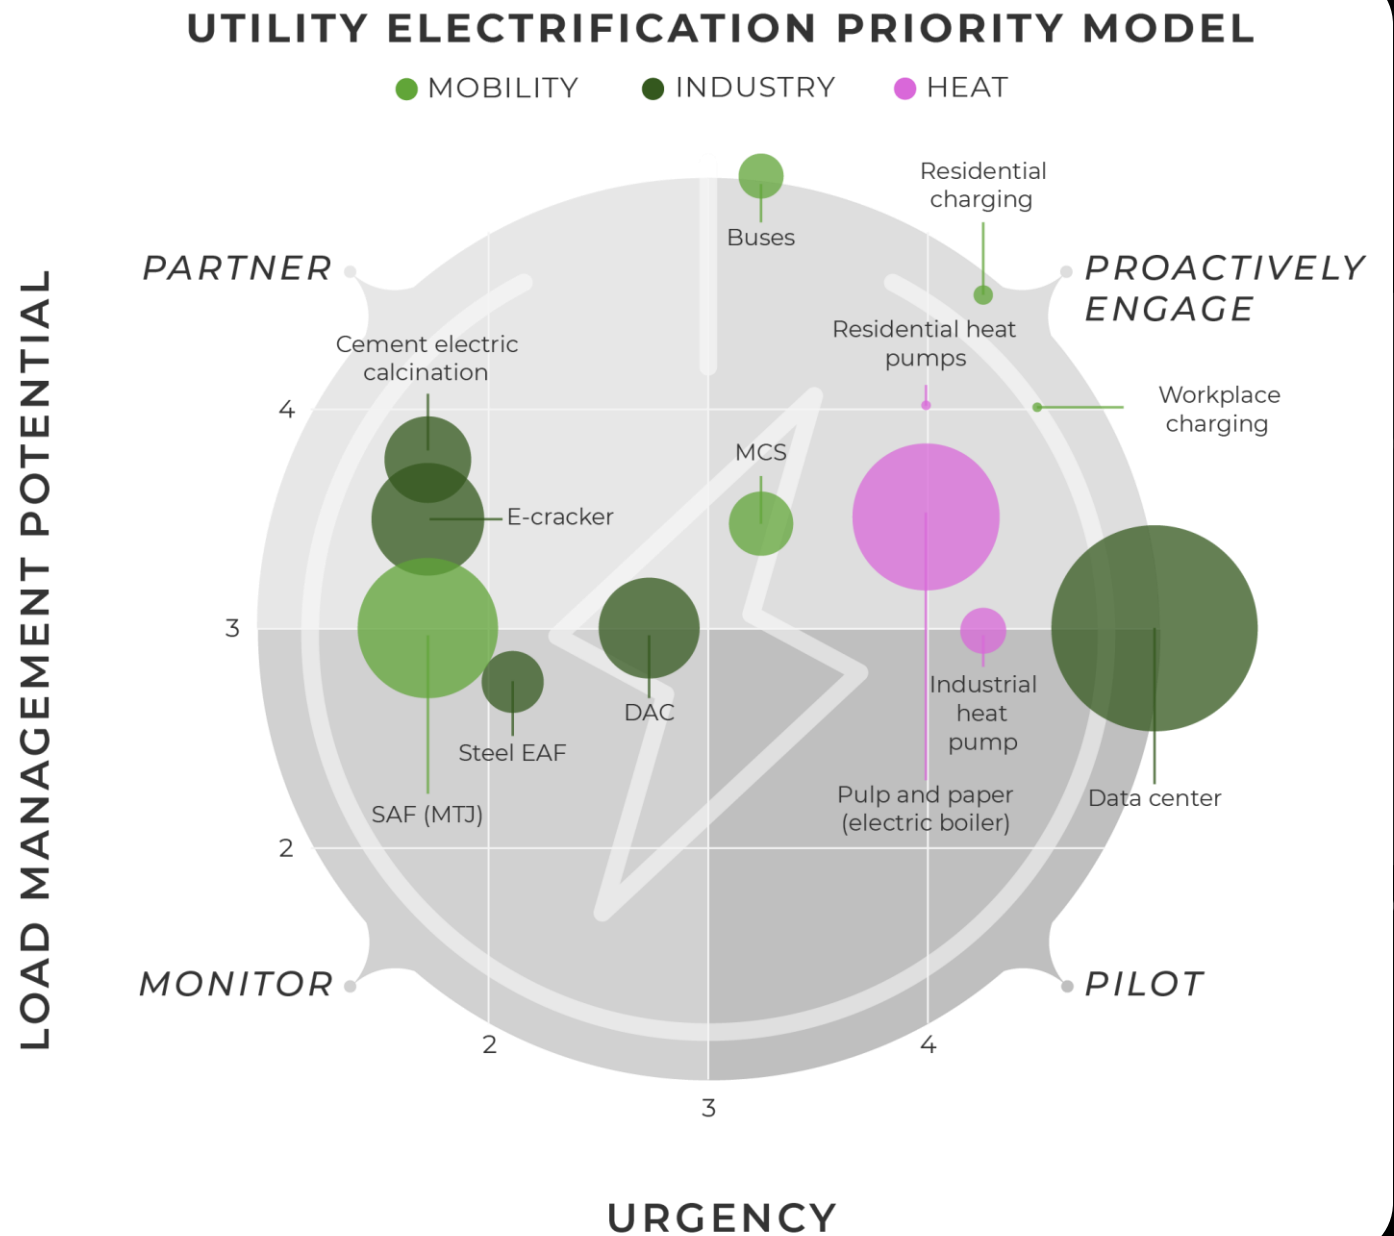 UTILITY ELECTRIFICATION PRIORITY MODEL
MOBILITY
INDUSTRY
HEAT
Residential
charging
Buses
PARTNER
PROACTIVELY
ENGAGE
Residential heat
pumps
Cement electric
calcination
Workplace
charging
4
MCS
E-cracker
3
Industrial
heat
pump
DAC
Steel EAF
Pulp and paper
(electric boiler)
Data center
SAF (MTJ)
2
MONITOR
PILOT
2
4
3
LOAD MANAGEMENT POTENTIAL
URGENCY